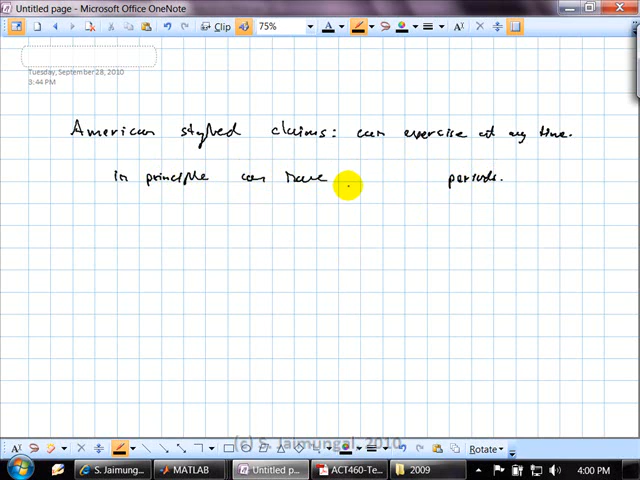 Untitled page - Microsoft Office OneNote
75%
Tuesday, September 28, 2010
3:44 PM
American styled claims: can exercise at any time.
in principle can have periods.
(c) S. Jaimungal, 2010
Rotate
S. Jaimung...
MATLAB
Untitled p...
ACT460-Te...
2009
4:00 PM